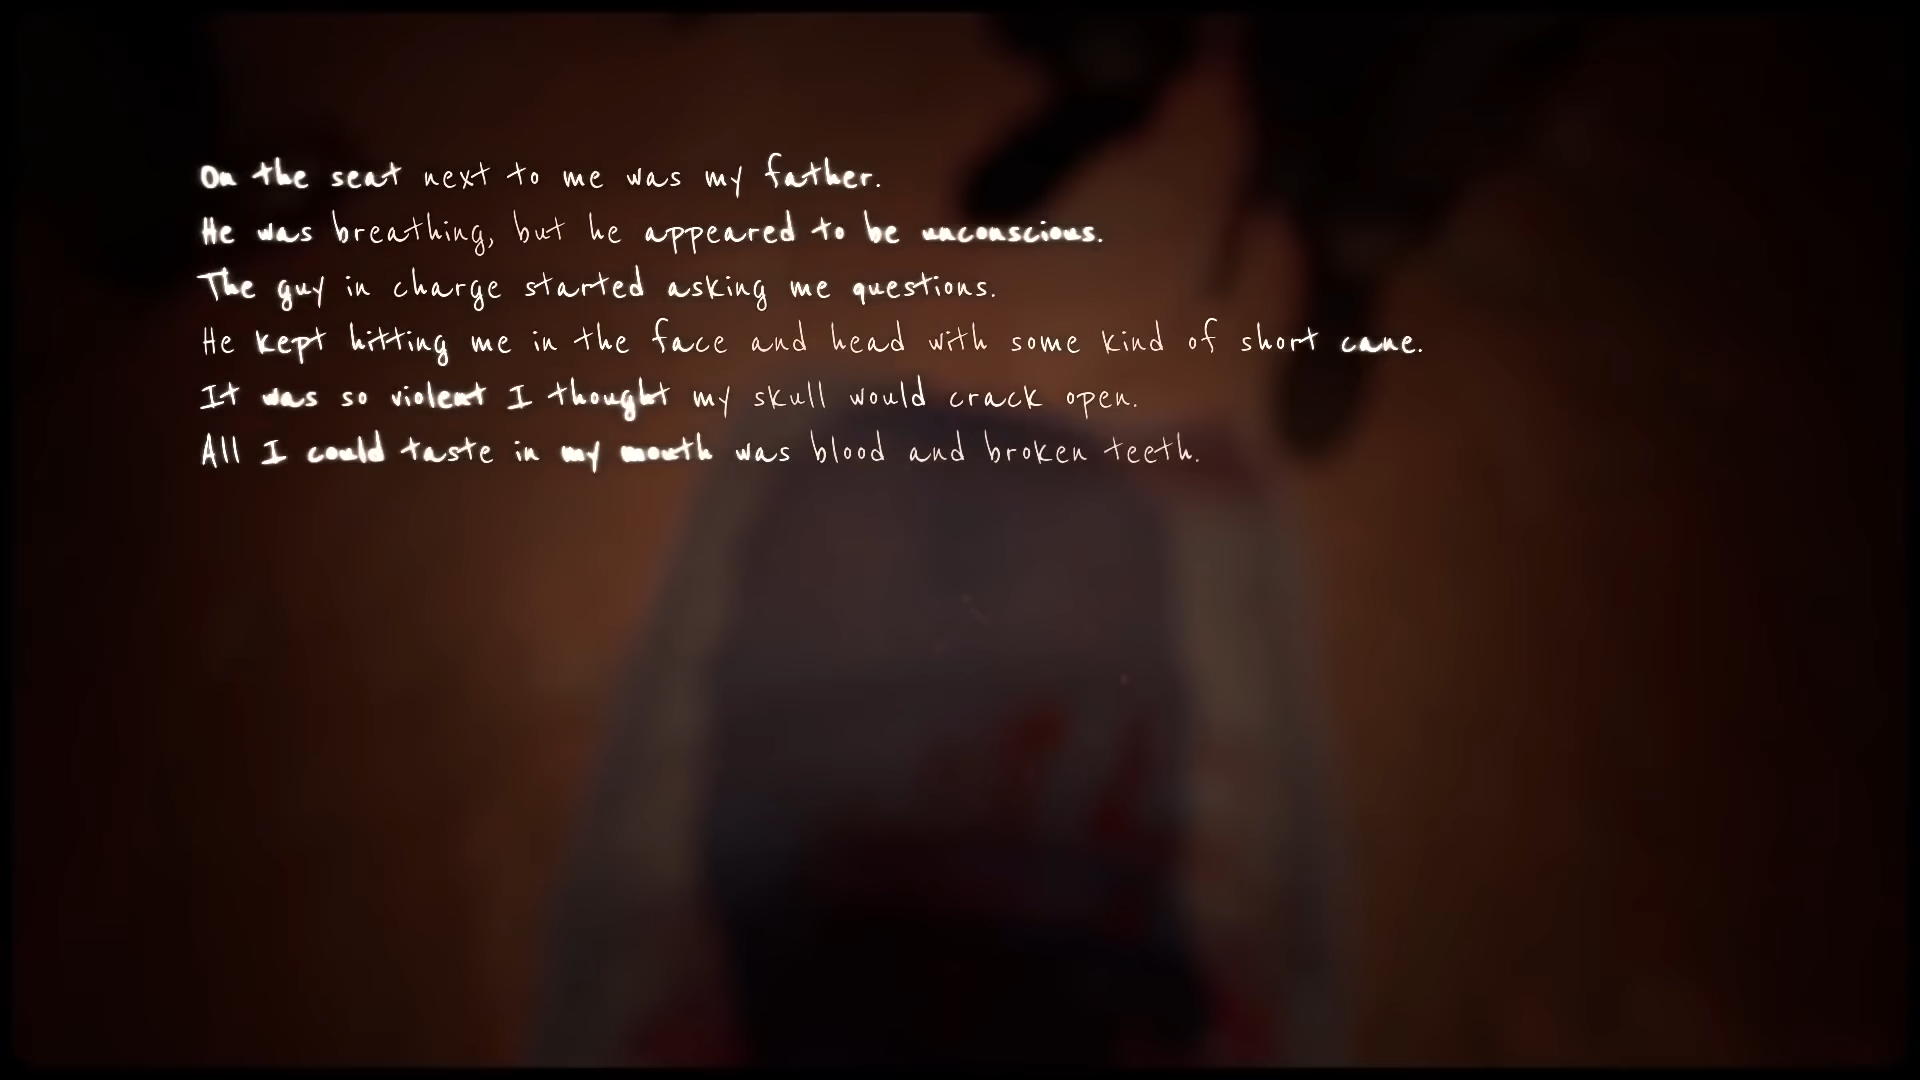 On the seat next to me was my father.
He was breathing, but he appeared to be unconscious.
The guy in charge started asking me questions.
He kept hitting me in the face and head with some kind of short cane.
It was so violent I thought my skull would crack open.
All I could taste in my mouth was blood and broken teeth.